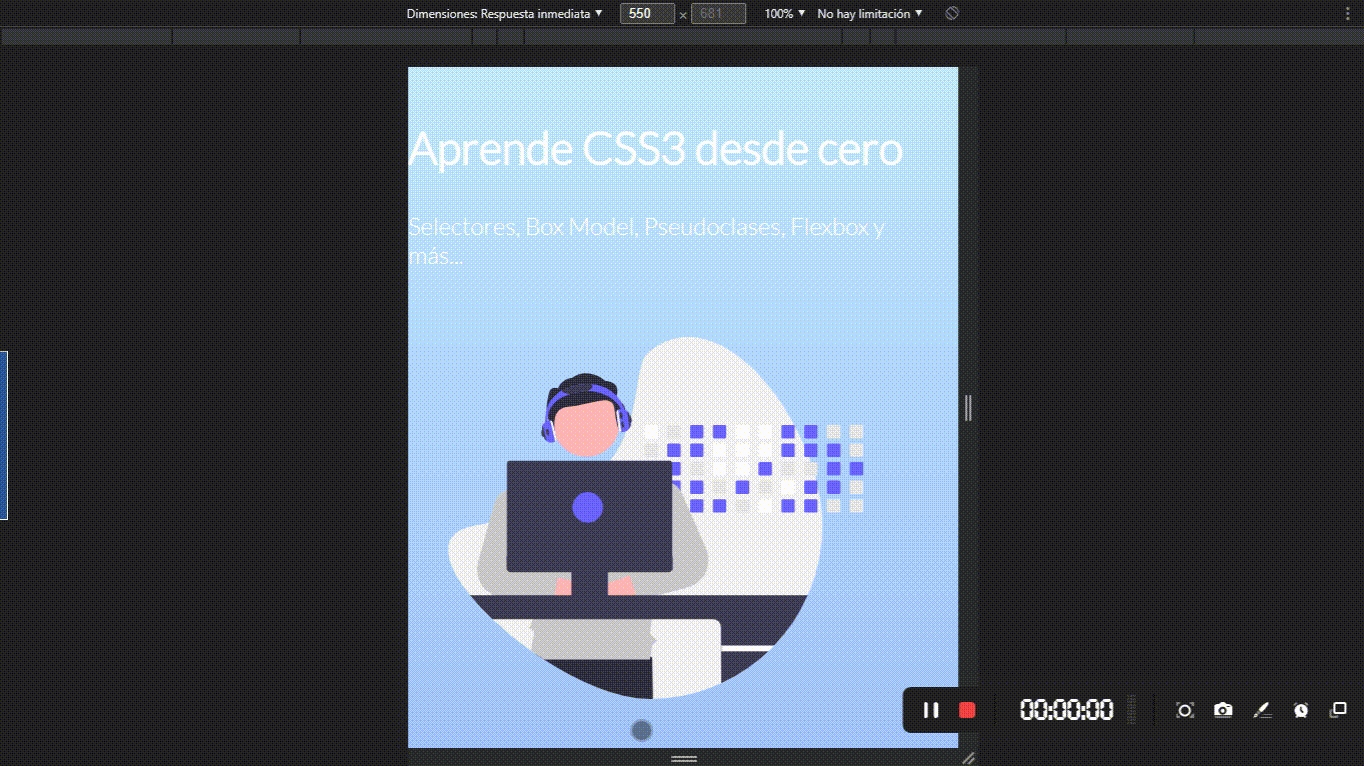 Dimensiones: Respuesta inmediata ▼ 550 × 681 100% ▼ No hay limitación ▼
Aprende CSS3 desde cero
Selectores, Box Model, Pseudoclases, Flexbox y
más...
00:00:00